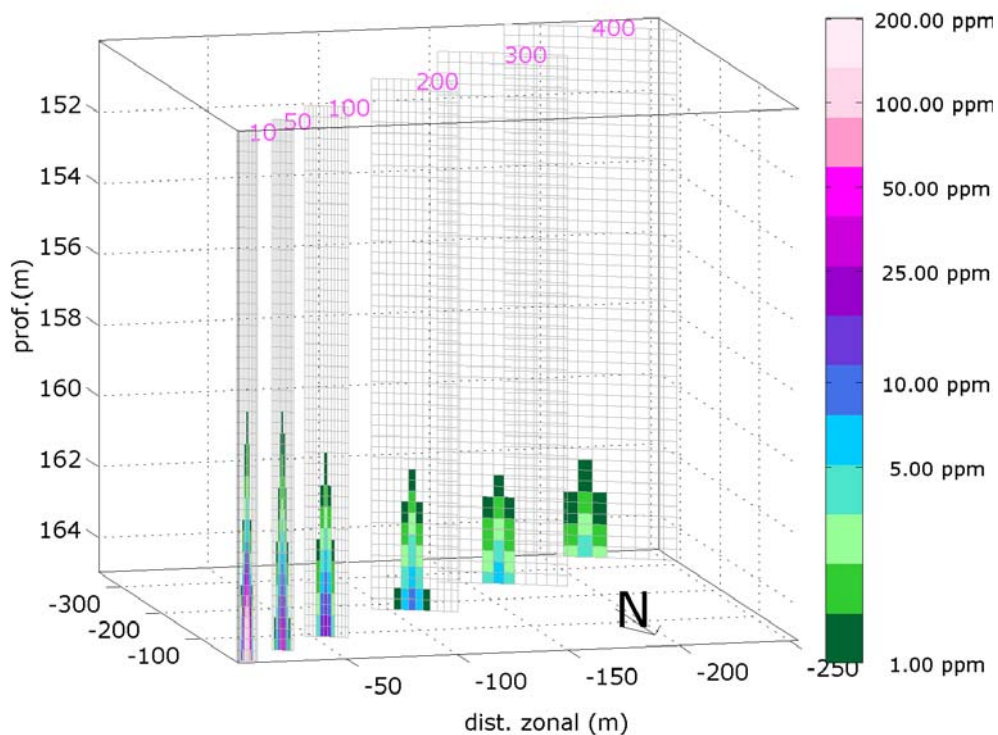 400
300
200
100
50
10
152
154
156
158
160
162
164
prof.(m)
-300
-200
-100
-50
-100
-150
-200
-250
dist. zonal (m)
N
200.00 ppm
100.00 ppm
50.00 ppm
25.00 ppm
10.00 ppm
5.00 ppm
1.00 ppm